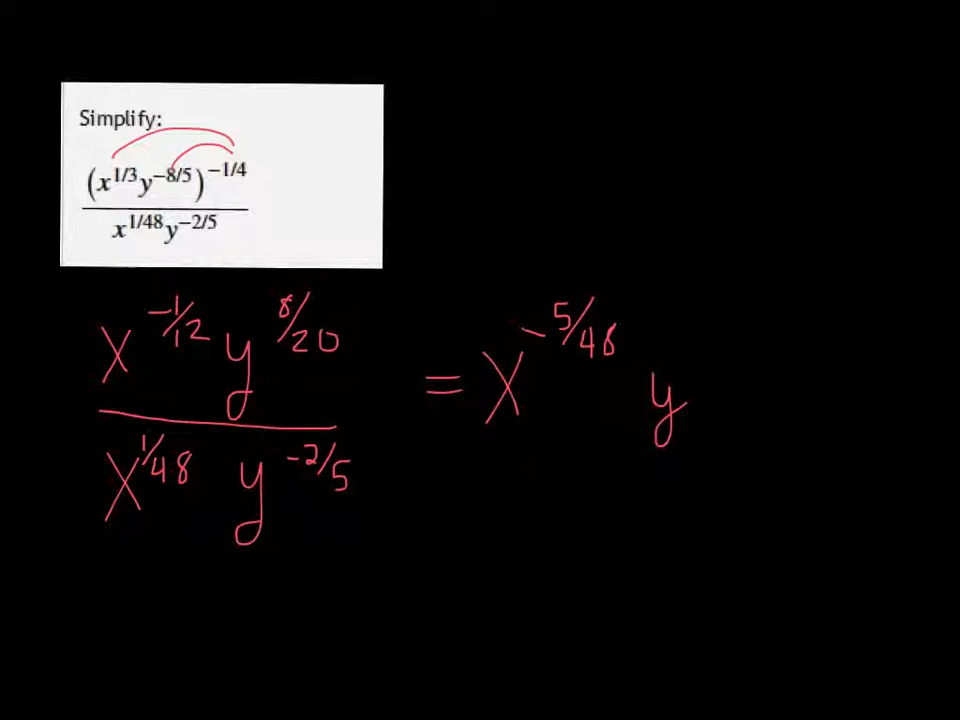 Simplify:
(x^{1/3}y^{-8/5})^{-1/4}
x^{1/48}y^{-2/5}
x^{-1/12} y^{8/20}
x^{1/48} y^{-2/5}
= x^{-5/48} y